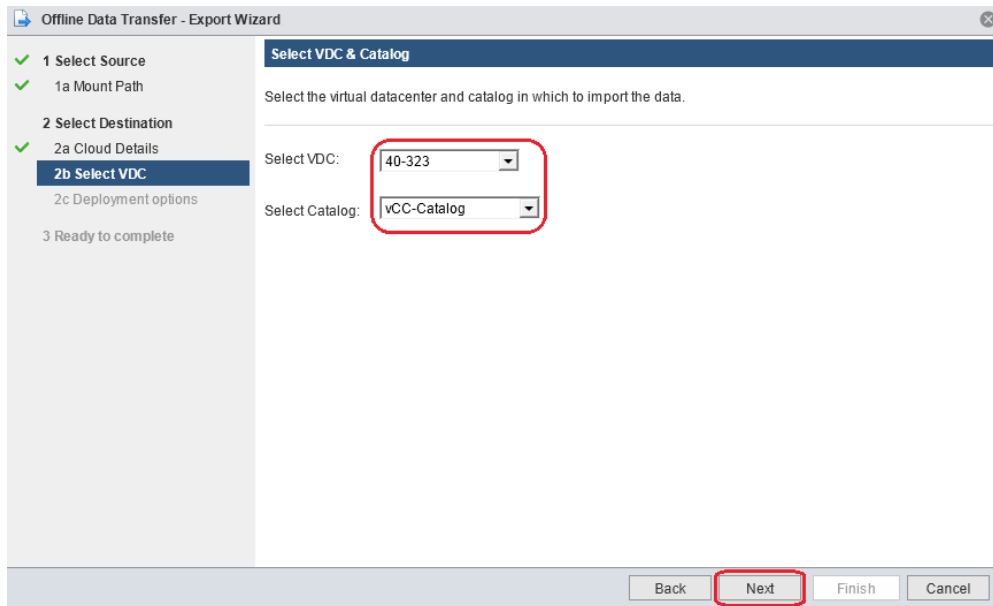 Offline Data Transfer - Export Wizard
1 Select Source
1a Mount Path
2 Select Destination
2a Cloud Details
2b Select VDC
2c Deployment options
3 Ready to complete
Select VDC & Catalog
Select the virtual datacenter and catalog in which to import the data.
Select VDC: 40-323
Select Catalog: vCC-Catalog
Back Next Finish Cancel